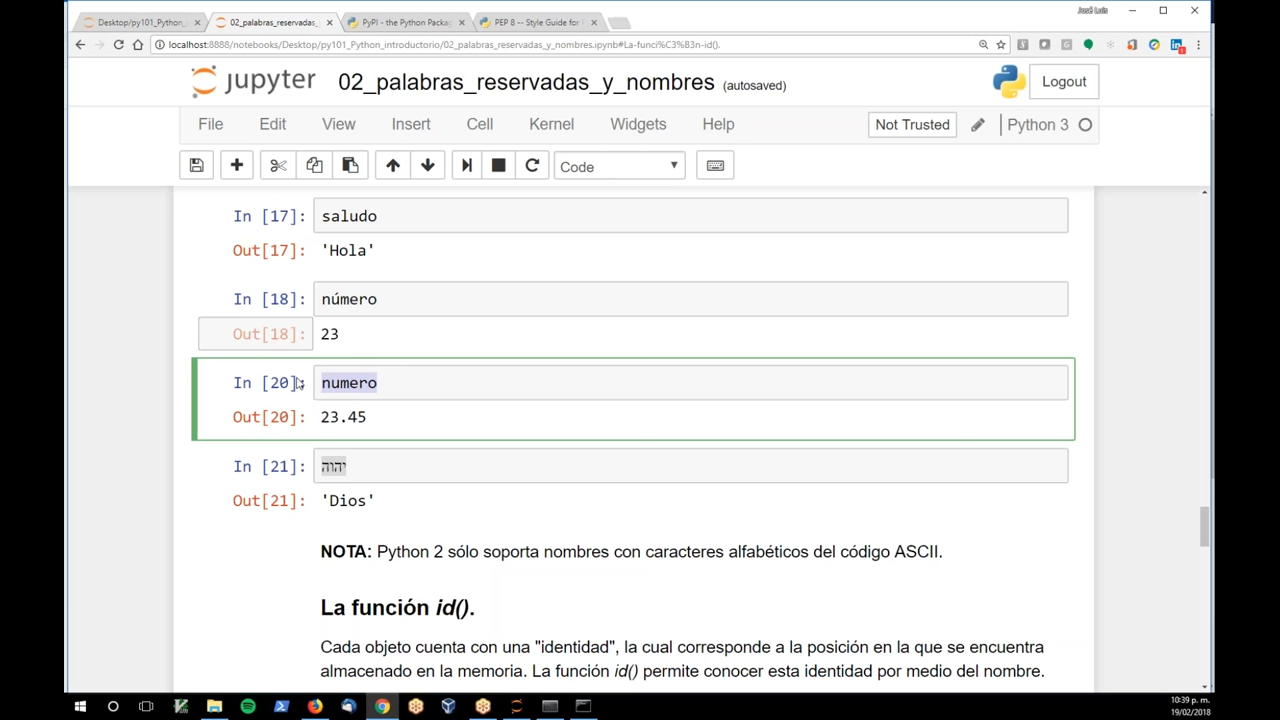 José Luis
Desktop/py101_Python_
02_palabras_reservadas_
PyPI - the Python Packag
PEP 8 -- Style Guide for
localhost:8888/notebooks/Desktop/py101_Python_introductorio/02_palabras_reservadas_y_nombres.ipynb#La-funci%C3%B3n-id().
jupyter 02_palabras_reservadas_y_nombres (autosaved)
Logout
File Edit View Insert Cell Kernel Widgets Help
Not Trusted
Python 3
Code
In [17]: saludo
Out[17]: 'Hola'
In [18]: número
Out[18]: 23
In [20]: numero
Out[20]: 23.45
In [21]: יהוה
Out[21]: 'Dios'
NOTA: Python 2 sólo soporta nombres con caracteres alfabéticos del código ASCII.
La función id().
Cada objeto cuenta con una "identidad", la cual corresponde a la posición en la que se encuentra
almacenado en la memoria. La función id() permite conocer esta identidad por medio del nombre.
10:39 p. m.
19/02/2018